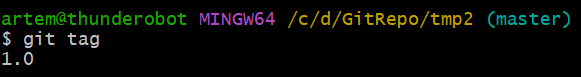 artem@thunderobot MINGW64 /c/d/GitRepo/tmp2 (master)
$ git tag
1.0